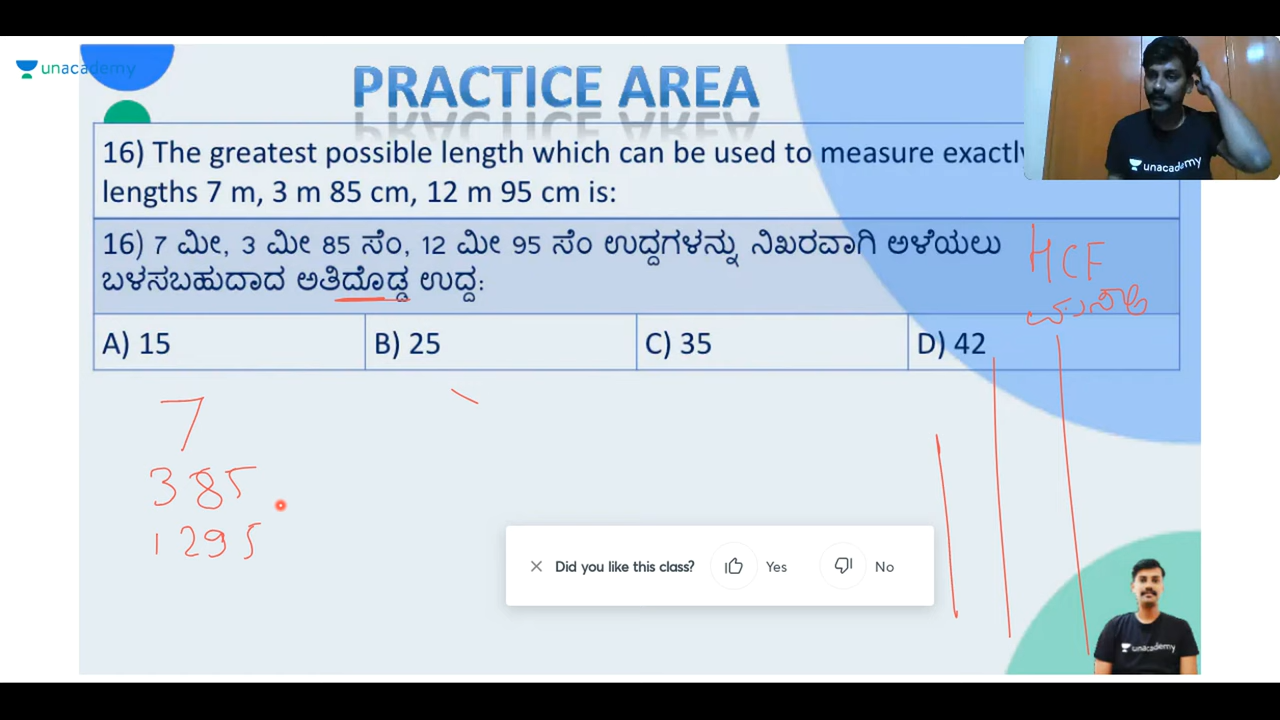 unacademy
PRACTICE AREA
16) The greatest possible length which can be used to measure exactly
lengths 7 m, 3 m 85 cm, 12 m 95 cm is:
16) 7 ಮೀ, 3 ಮೀ 85 ಸೆಂ, 12 ಮೀ 95 ಸೆಂ ಉದ್ದಗಳನ್ನು ನಿಖರವಾಗಿ ಅಳೆಯಲು
ಬಳಸಬಹುದಾದ ಅತಿದೊಡ್ಡ ಉದ್ದ:
HCF
A) 15 B) 25 C) 35 D) 42
7
385
1295
Did you like this class? Yes No
unacademy
unacademy